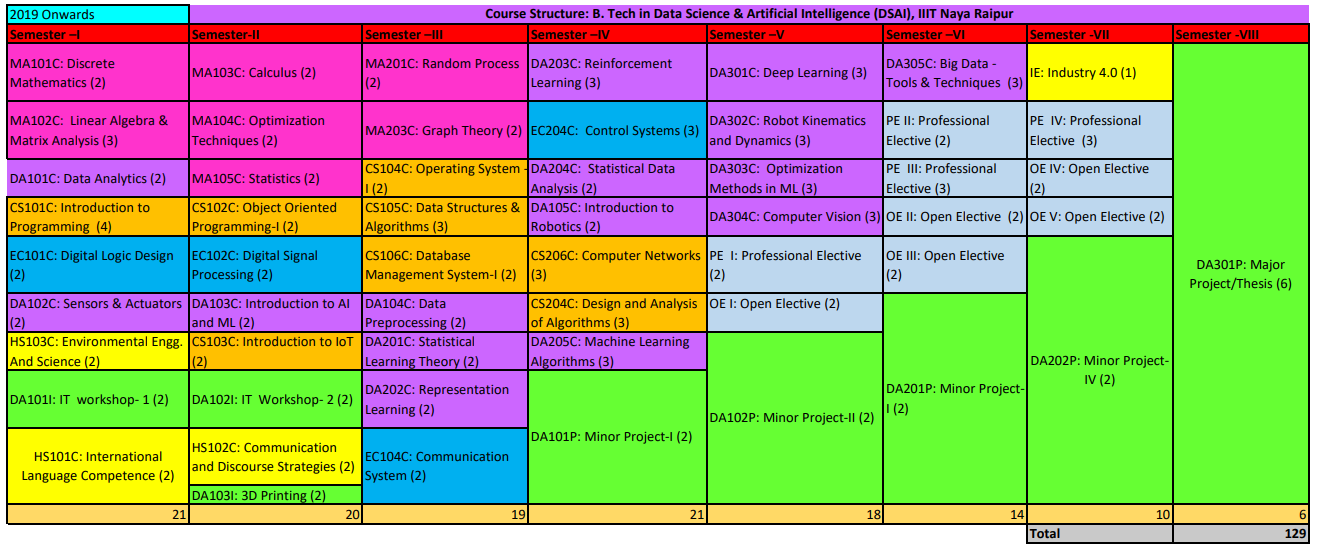 2019 Onwards
Course Structure: B. Tech in Data Science & Artificial Intelligence (DSAI), IIIT Naya Raipur
Semester –I
Semester-II
Semester –III
Semester –IV
Semester –V
Semester –VI
Semester -VII
Semester -VIII
MA101C: Discrete
Mathematics (2)
MA103C: Calculus (2)
MA201C: Random Process
(2)
DA203C: Reinforcement
Learning (3)
DA301C: Deep Learning (3)
DA305C: Big Data -
Tools & Techniques (3)
IE: Industry 4.0 (1)
DA301P: Major
Project/Thesis (6)
MA102C: Linear Algebra &
Matrix Analysis (3)
MA104C: Optimization
Techniques (2)
MA203C: Graph Theory (2)
EC204C: Control Systems (3)
DA302C: Robot Kinematics
and Dynamics (3)
PE II: Professional
Elective (2)
PE IV: Professional
Elective (3)
DA101C: Data Analytics (2)
MA105C: Statistics (2)
CS104C: Operating System -
I (2)
DA204C: Statistical Data
Analysis (2)
DA303C: Optimization
Methods in ML (3)
PE III: Professional
Elective (3)
OE IV: Open Elective
(2)
CS101C: Introduction to
Programming (4)
CS102C: Object Oriented
Programming-I (2)
CS105C: Data Structures &
Algorithms (3)
DA105C: Introduction to
Robotics (2)
DA304C: Computer Vision (3)
OE II: Open Elective (2)
OE V: Open Elective (2)
EC101C: Digital Logic Design
(2)
EC102C: Digital Signal
Processing (2)
CS106C: Database
Management System-I (2)
CS206C: Computer Networks
(3)
PE I: Professional Elective
(2)
OE III: Open Elective
(2)
DA202P: Minor Project-
IV (2)
DA102C: Sensors & Actuators
(2)
DA103C: Introduction to AI
and ML (2)
DA104C: Data
Preprocessing (2)
CS204C: Design and Analysis
of Algorithms (3)
OE I: Open Elective (2)
DA201P: Minor Project-
I (2)
HS103C: Environmental Engg.
And Science (2)
CS103C: Introduction to IoT
(2)
DA201C: Statistical
Learning Theory (2)
DA205C: Machine Learning
Algorithms (3)
DA102P: Minor Project-II (2)
DA101I: IT workshop- 1 (2)
DA102I: IT Workshop- 2 (2)
DA202C: Representation
Learning (2)
DA101P: Minor Project-I (2)
HS101C: International
Language Competence (2)
HS102C: Communication
and Discourse Strategies (2)
EC104C: Communication
System (2)
DA103I: 3D Printing (2)
21
20
19
21
18
14
10
6
Total
129